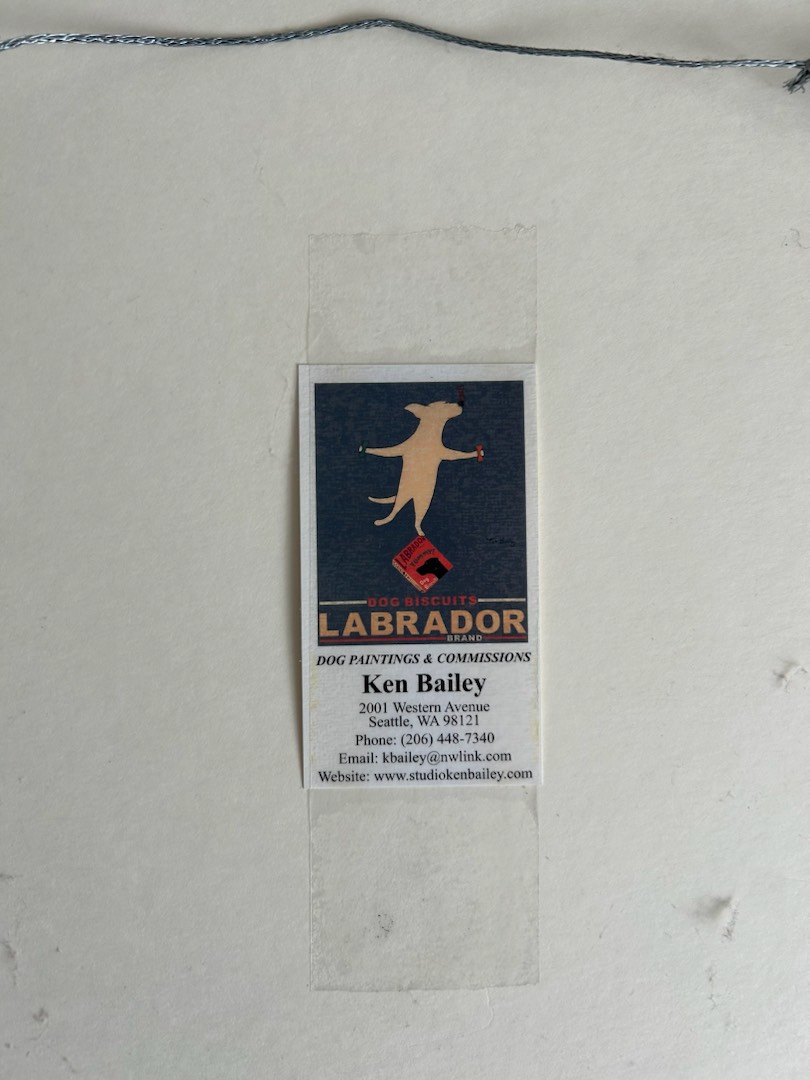 LABRADOR
DOG BISCUITS
LABRADOR
BRAND
DOG PAINTINGS & COMMISSIONS
Ken Bailey
2001 Western Avenue
Seattle, WA 98121
Phone: (206) 448-7340
Email: kbailey@nwlink.com
Website: www.studiokenbailey.com